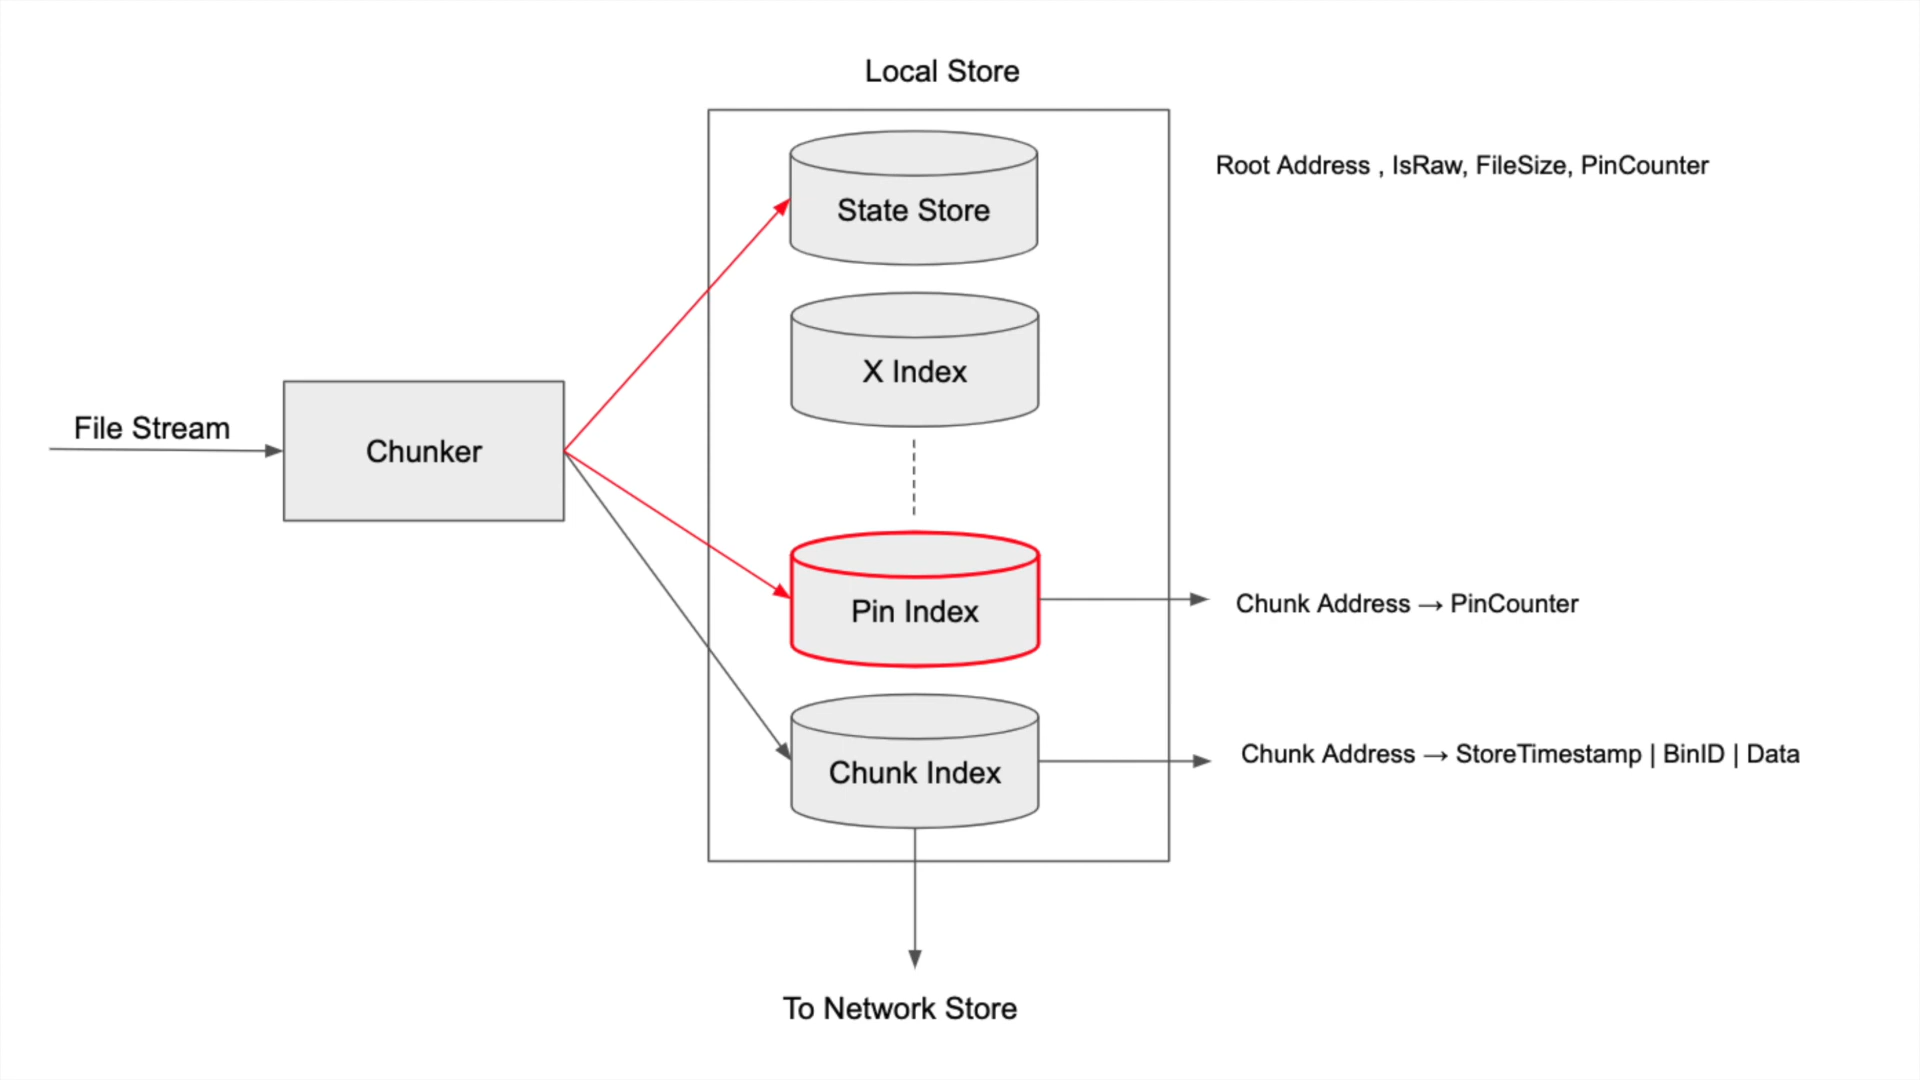 Local Store
State Store
Root Address , IsRaw, FileSize, PinCounter
X Index
File Stream
Chunker
Pin Index
Chunk Address → PinCounter
Chunk Index
Chunk Address → StoreTimestamp | BinID | Data
To Network Store